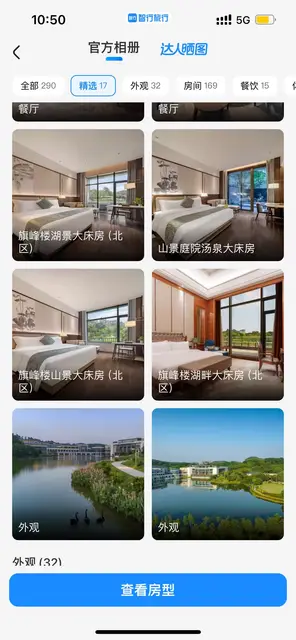 10:50
智行旅行
5G
官方相册
达人晒图
全部 290
精选 17
外观 32
房间 169
餐饮 15
餐厅
餐厅
旗峰楼湖景大床房 (北
区)
山景庭院汤泉大床房
旗峰楼山景大床房 (北
区)
旗峰楼湖畔大床房 (北
区)
外观
外观
外观 (32)
查看房型